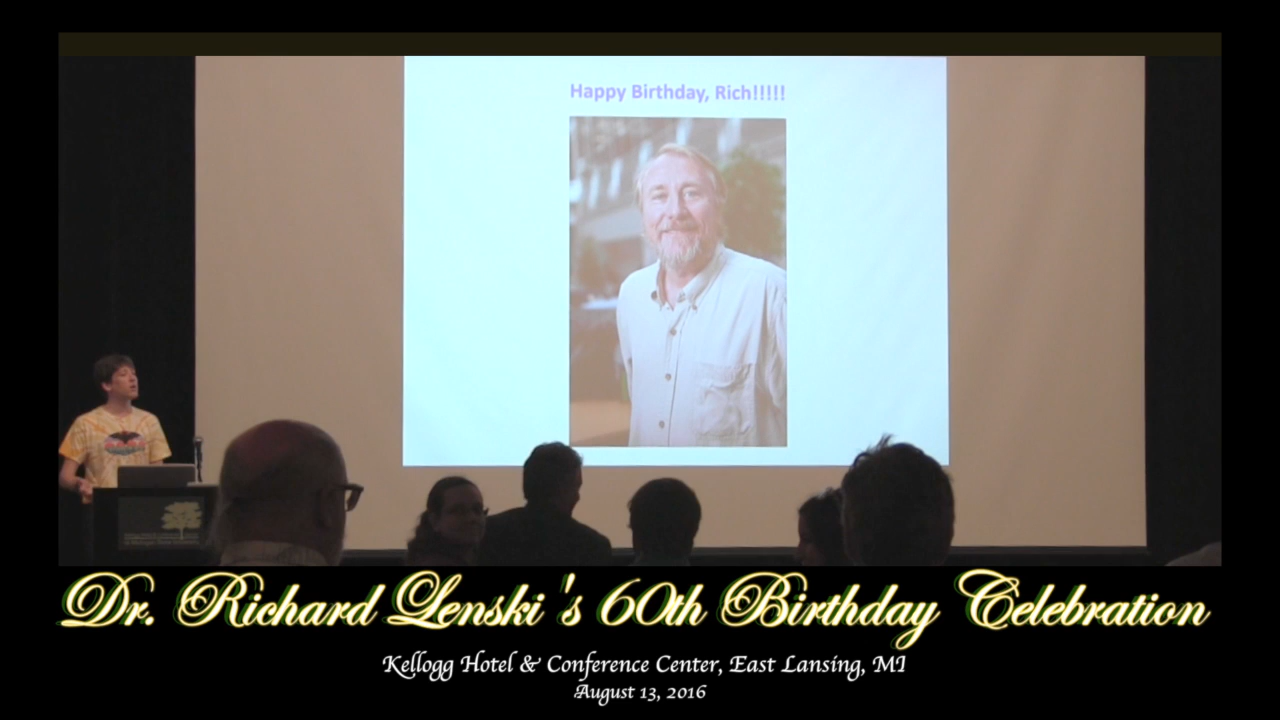 Happy Birthday, Rich!!!!!
Dr. Richard Lenski's 60th Birthday Celebration
Kellogg Hotel & Conference Center, East Lansing, MI
August 13, 2016